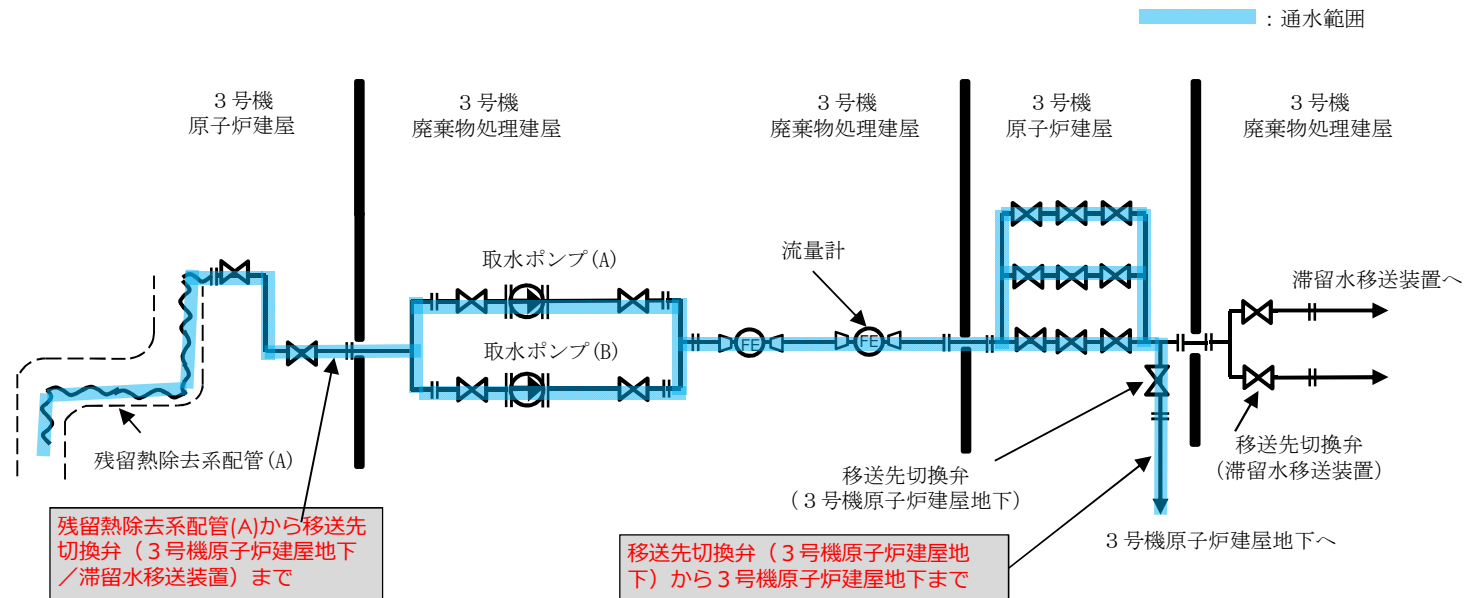 ：通水範囲
３号機
原子炉建屋
３号機
廃棄物処理建屋
３号機
廃棄物処理建屋
３号機
原子炉建屋
３号機
廃棄物処理建屋
取水ポンプ(A)
流量計
滞留水移送装置へ
取水ポンプ(B)
FE
FE
残留熱除去系配管(A)
移送先切換弁
（３号機原子炉建屋地下）
移送先切換弁
（滞留水移送装置）
３号機原子炉建屋地下へ
残留熱除去系配管(A)から移送先
切換弁（３号機原子炉建屋地下
／滞留水移送装置）まで
移送先切換弁（３号機原子炉建屋地
下）から３号機原子炉建屋地下まで